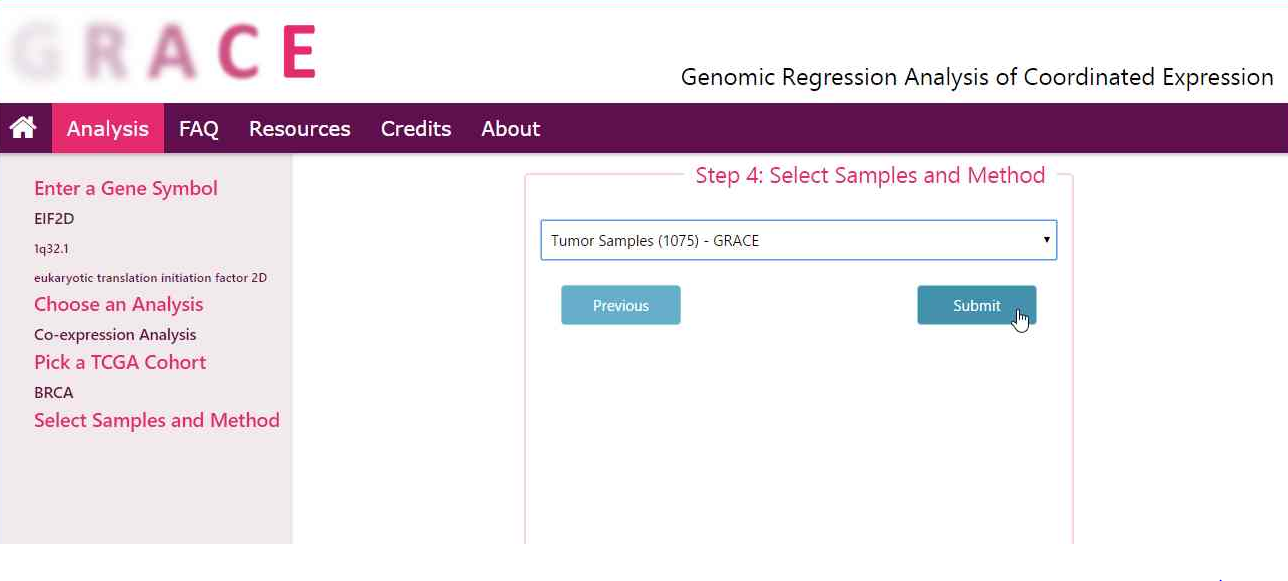 GRACE
Genomic Regression Analysis of Coordinated Expression
Analysis FAQ Resources Credits About
Enter a Gene Symbol
EIF2D
1q32.1
eukaryotic translation initiation factor 2D
Choose an Analysis
Co-expression Analysis
Pick a TCGA Cohort
BRCA
Select Samples and Method
Step 4: Select Samples and Method
Tumor Samples (1075) - GRACE
Previous Submit